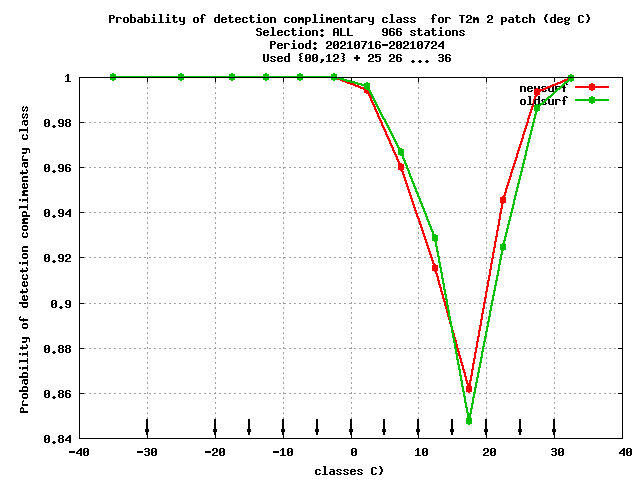 Probability of detection complimentary class  for T2m 2 patch (deg C)
Selection: ALL    966 stations
Period: 20210716-20210724
Used {00,12} + 25 26 ... 36
Probability of detection complimentary class
1
0,98
0,96
0,94
0,92
0,9
0,88
0,86
0,84
newsurf
oldsurf
-40 -30 -20 -10 0 10 20 30 40
classes C)